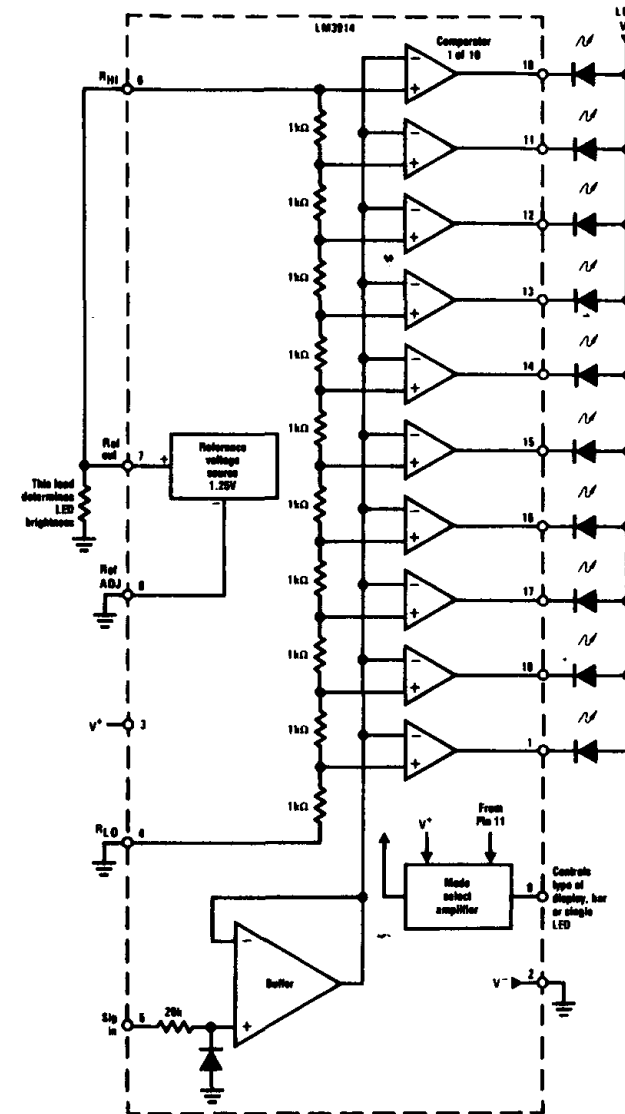 LM3914
Comparator
1 of 10
RHI
6
1kΩ
1kΩ
1kΩ
1kΩ
1kΩ
1kΩ
1kΩ
1kΩ
1kΩ
1kΩ
−
+
−
+
−
+
−
+
−
+
−
+
−
+
−
+
−
+
−
+
10
11
12
13
14
15
16
17
18
1
Ref
out
7
+
Reference
voltage
source
1.25V
−
This load
determines
LED
brightness
Ref
ADJ
8
V+
3
RLO
4
V+
From
Pin 11
Mode
select
amplifier
9
Controls
type of
display, bar
or single
LED
−
Buffer
+
V−
2
Sig
in
5
20k